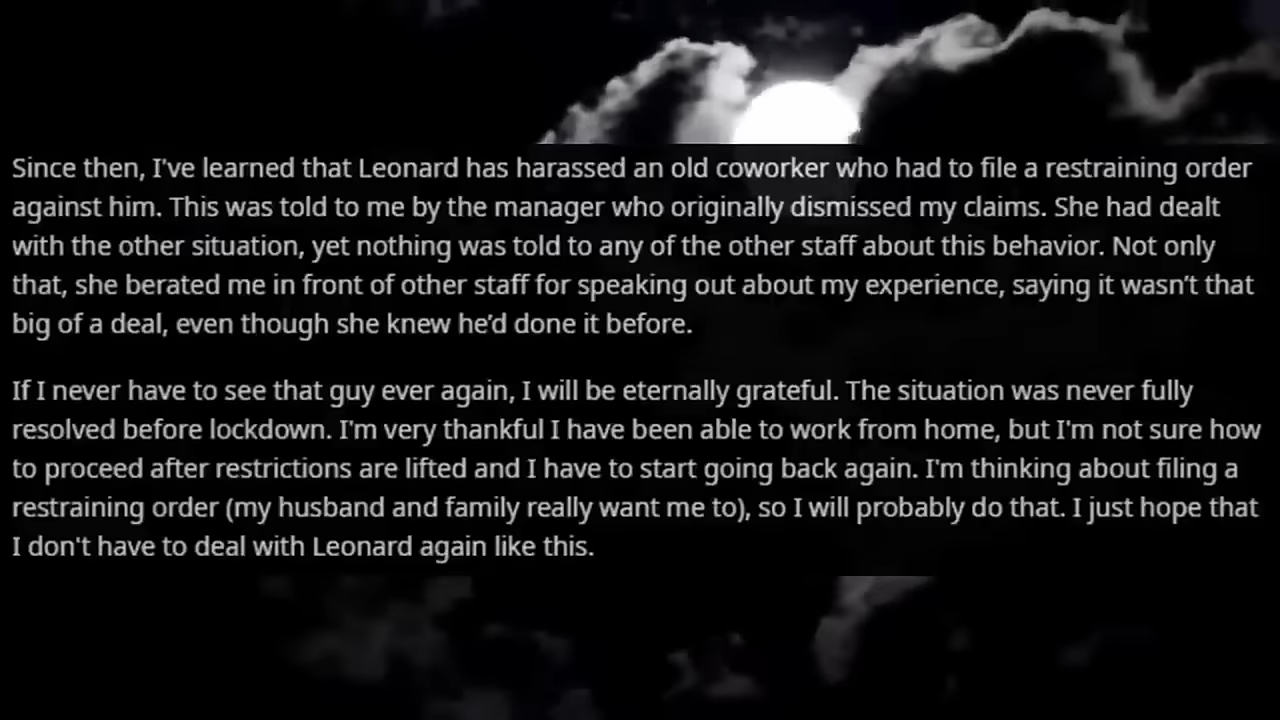 Since then, I've learned that Leonard has harassed an old coworker who had to file a restraining order
against him. This was told to me by the manager who originally dismissed my claims. She had dealt
with the other situation, yet nothing was told to any of the other staff about this behavior. Not only
that, she berated me in front of other staff for speaking out about my experience, saying it wasn't that
big of a deal, even though she knew he'd done it before.
If I never have to see that guy ever again, I will be eternally grateful. The situation was never fully
resolved before lockdown. I'm very thankful I have been able to work from home, but I'm not sure how
to proceed after restrictions are lifted and I have to start going back again. I'm thinking about filing a
restraining order (my husband and family really want me to), so I will probably do that. I just hope that
I don't have to deal with Leonard again like this.